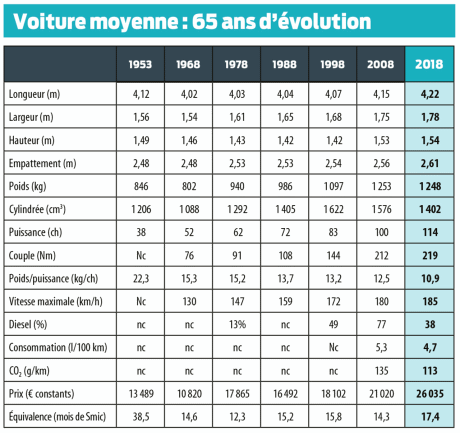 Voiture moyenne : 65 ans d'évolution
1953 1968 1978 1988 1998 2008 2018
Longueur (m) 4,12 4,02 4,03 4,04 4,07 4,15 4,22
Largeur (m) 1,56 1,54 1,61 1,65 1,68 1,75 1,78
Hauteur (m) 1,49 1,46 1,43 1,42 1,42 1,53 1,54
Empattement (m) 2,48 2,48 2,53 2,53 2,54 2,56 2,61
Poids (kg) 846 802 940 986 1 097 1 253 1 248
Cylindrée (cm³) 1 206 1 088 1 292 1 405 1 622 1 576 1 402
Puissance (ch) 38 52 62 72 83 100 114
Couple (Nm) Nc 76 91 108 144 212 219
Poids/puissance (kg/ch) 22,3 15,3 15,2 13,7 13,2 12,5 10,9
Vitesse maximale (km/h) Nc 130 147 159 172 180 185
Diesel (%) nc nc 13% nc 49 77 38
Consommation (l/100 km) nc nc nc nc Nc 5,3 4,7
CO₂ (g/km) nc nc nc nc nc 135 113
Prix (€ constants) 13 489 10 820 17 865 16 492 18 102 21 020 26 035
Équivalence (mois de Smic) 38,5 14,6 12,3 15,2 15,8 14,3 17,4